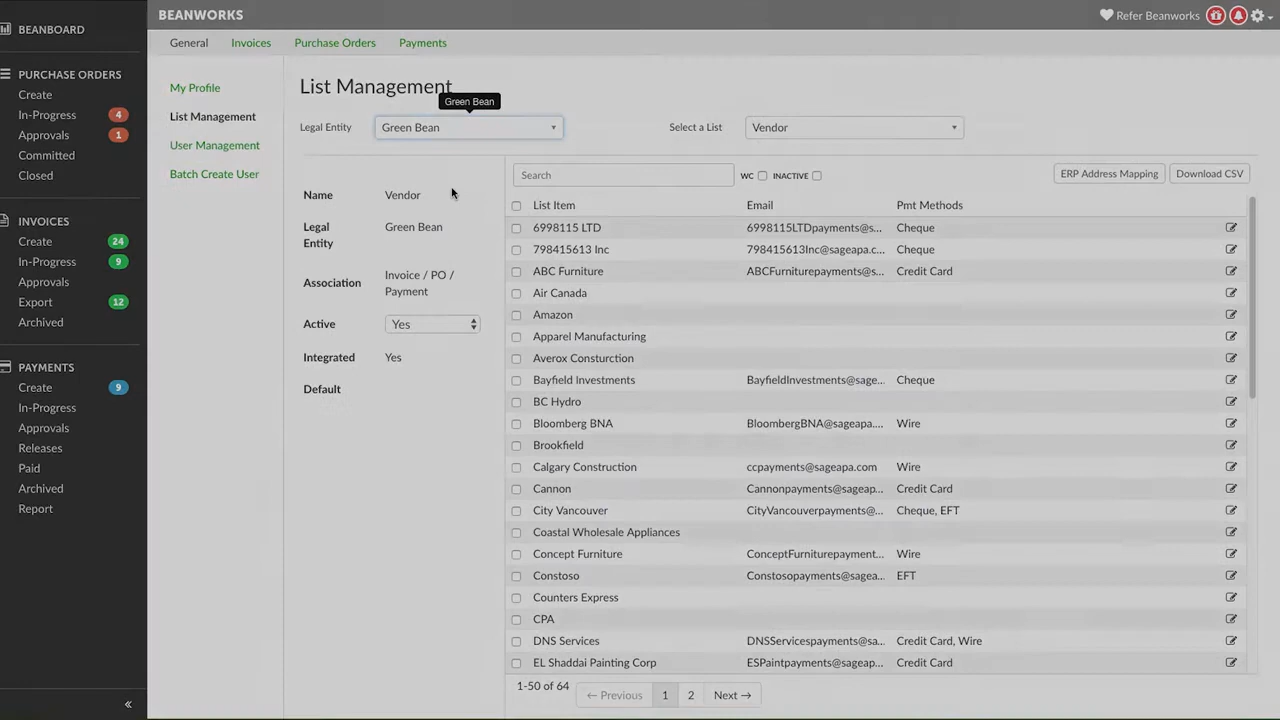 BEANBOARD
PURCHASE ORDERS
Create
In-Progress 4
Approvals 1
Committed
Closed
INVOICES
Create 24
In-Progress 9
Approvals
Export 12
Archived
PAYMENTS
Create 9
In-Progress
Approvals
Releases
Paid
Archived
Report
«
BEANWORKS
Refer Beanworks
General Invoices Purchase Orders Payments
My Profile
List Management
User Management
Batch Create User
List Management
Green Bean
Legal Entity Green Bean Select a List Vendor
Name Vendor
Legal Entity Green Bean
Association Invoice / PO / Payment
Active Yes
Integrated Yes
Default
Search WC INACTIVE ERP Address Mapping Download CSV
List Item Email Pmt Methods
6998115 LTD 6998115LTDpayments@s... Cheque
798415613 Inc 798415613Inc@sageapa.c... Cheque
ABC Furniture ABCFurniturepayments@s... Credit Card
Air Canada
Amazon
Apparel Manufacturing
Averox Consturction
Bayfield Investments BayfieldInvestments@sage... Cheque
BC Hydro
Bloomberg BNA BloombergBNA@sageapa.... Wire
Brookfield
Calgary Construction ccpayments@sageapa.com Wire
Cannon Cannonpayments@sageap... Credit Card
City Vancouver CityVancouverpayments@... Cheque, EFT
Coastal Wholesale Appliances
Concept Furniture ConceptFurniturepayment... Wire
Constoso Constosopayments@sagea... EFT
Counters Express
CPA
DNS Services DNSServicespayments@sa... Credit Card, Wire
EL Shaddai Painting Corp ESPaintpayments@sageap... Credit Card
1-50 of 64 ← Previous 1 2 Next →